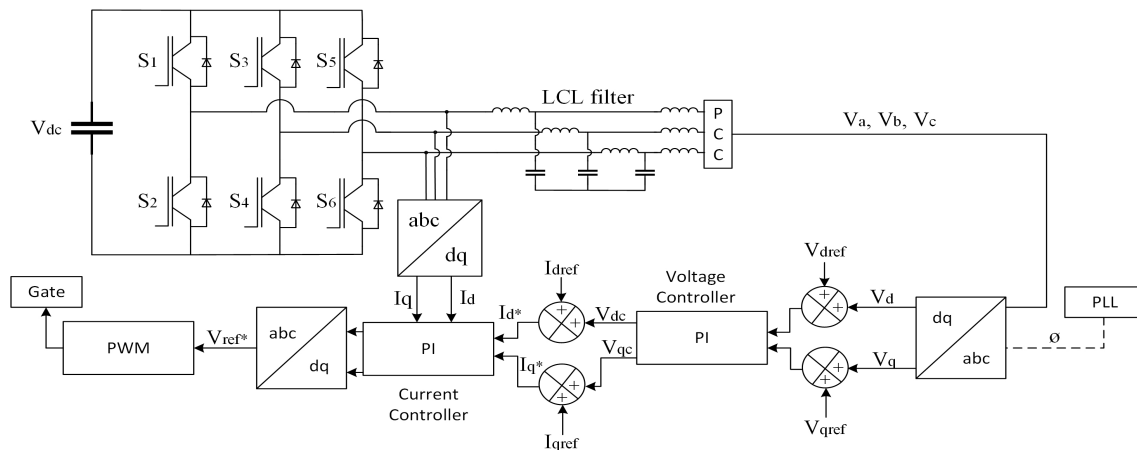 S1
S3
S5
Vdc
LCL filter
P
C
C
Va, Vb, Vc
S2
S4
S6
abc
dq
Iq
Id
Idref
Voltage
Controller
Vdref
Gate
PWM
Vref*
abc
dq
PI
Current
Controller
Id*
Iq*
+
+
+
+
Iqref
Vdc
Vqc
PI
+
+
+
+
Vd
Vq
Vqref
dq
abc
PLL
ø